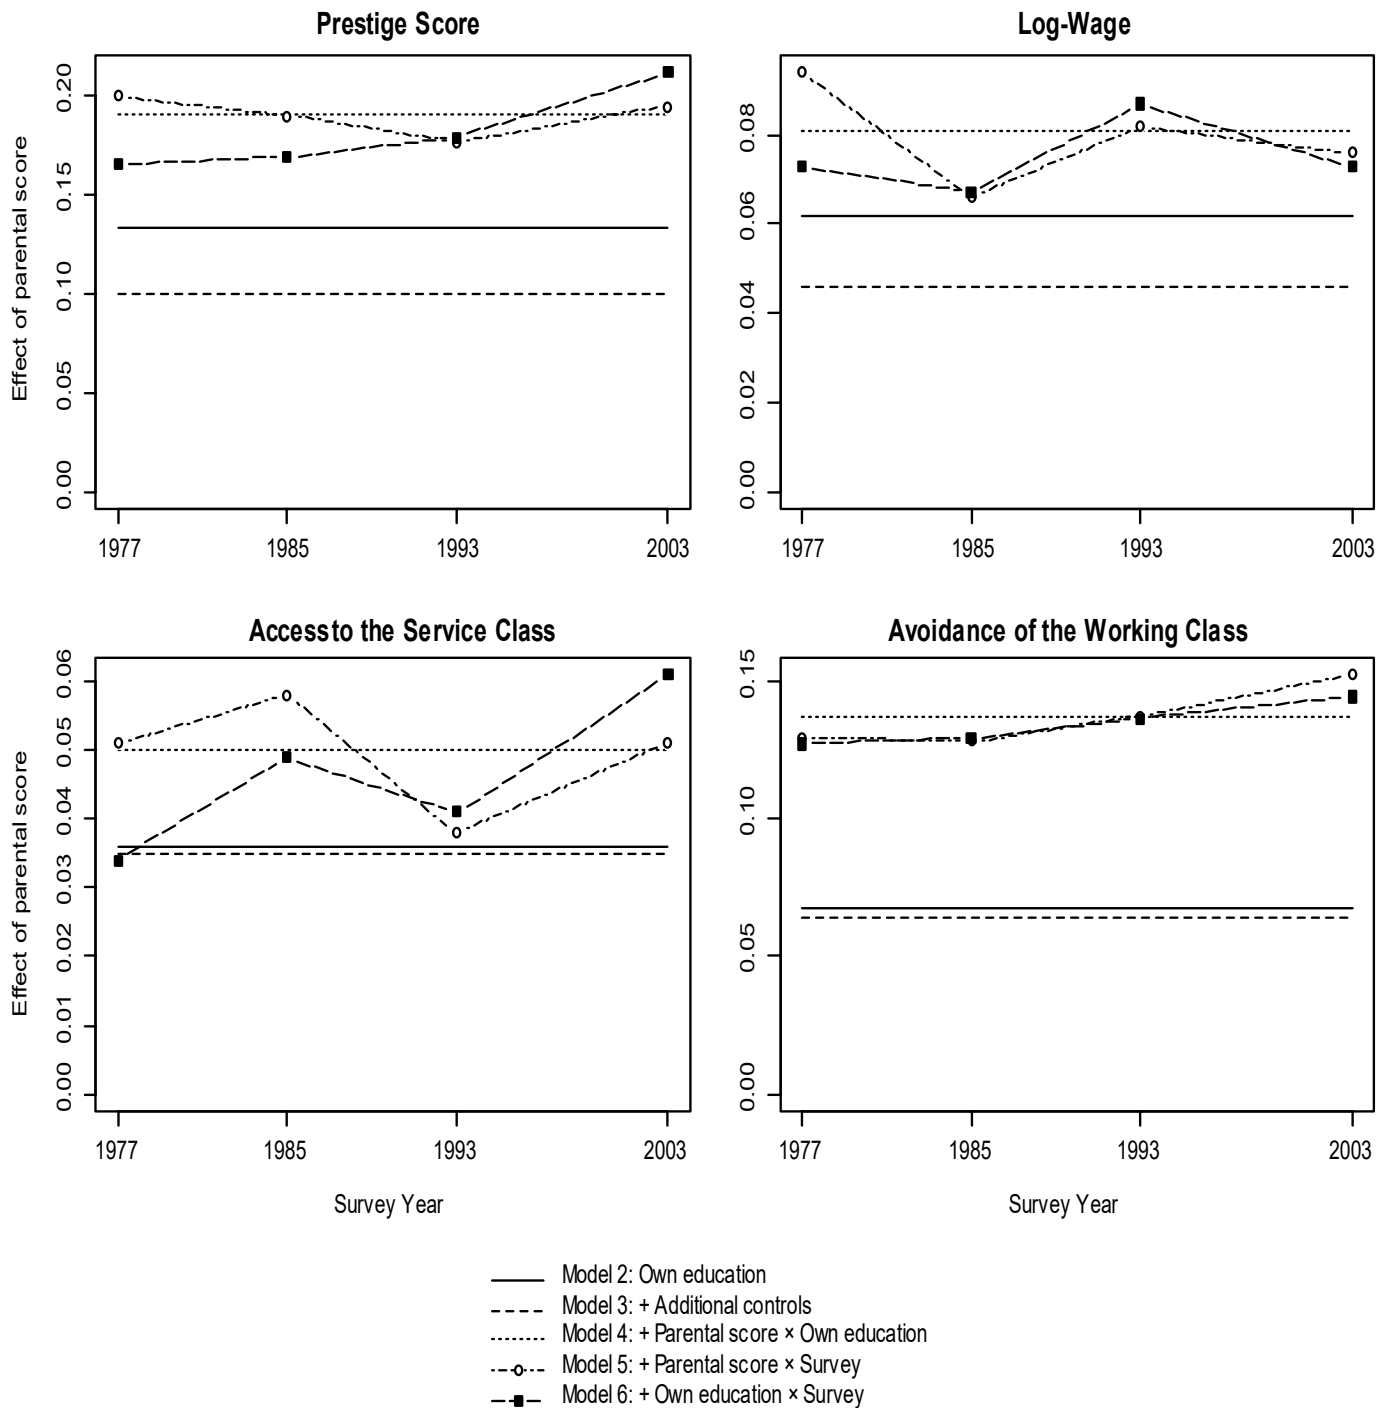 Prestige Score
Effect of parental score
0.20
0.15
0.10
0.05
0.00
1977 1985 1993 2003
Log-Wage
0.08
0.06
0.04
0.02
0.00
1977 1985 1993 2003
Accessto the Service Class
Effect of parental score
0.06
0.05
0.04
0.03
0.02
0.01
0.00
1977 1985 1993 2003
Survey Year
Avoidance of the Working Class
0.15
0.10
0.05
0.00
1977 1985 1993 2003
Survey Year
Model 2: Own education
Model 3: + Additional controls
Model 4: + Parental score × Own education
Model 5: + Parental score × Survey
Model 6: + Own education × Survey